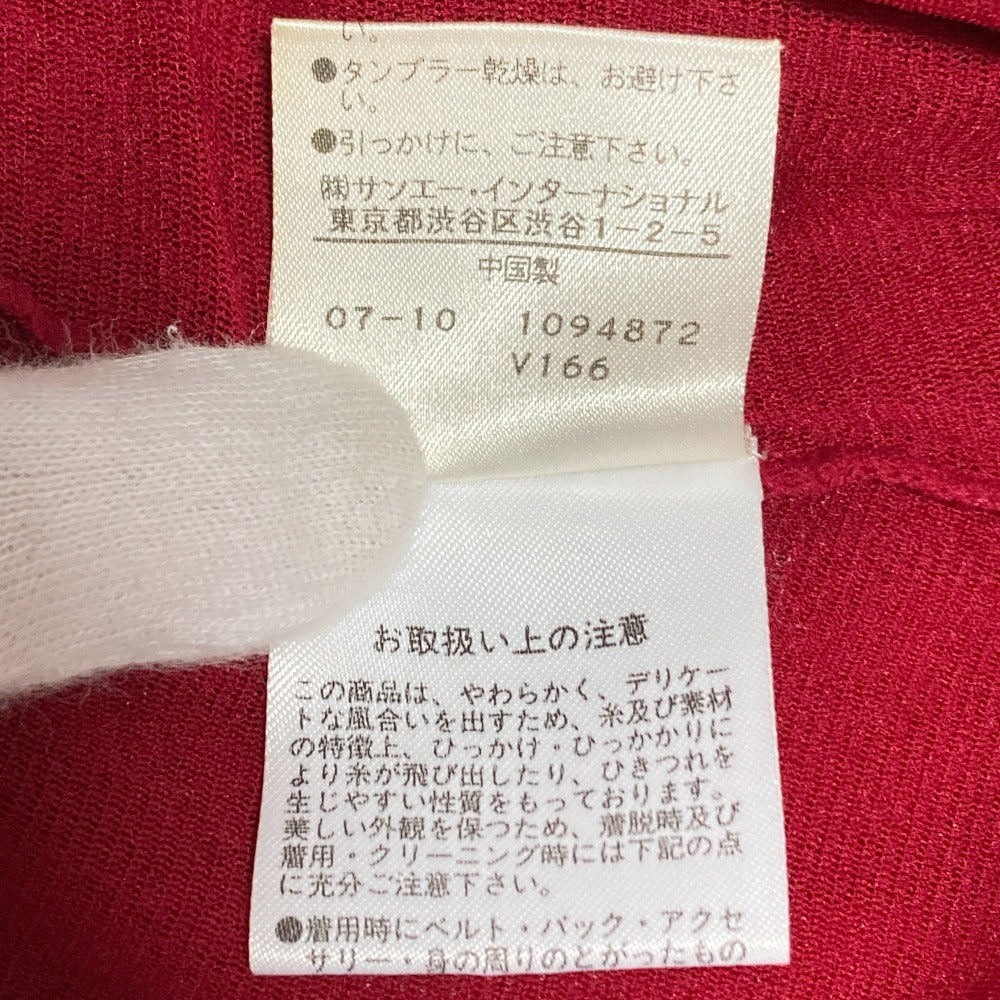 い。
●タンブラー乾燥は、お避け下さ
い。
●引っかけに、ご注意下さい。
㈱サンエー・インターナショナル
東京都渋谷区渋谷1-2-5
中国製
07-10 1094872
V166
お取扱い上の注意
この商品は、やわらかく、デリケー
トな風合いを出すため、糸及び素材
の特徴上、ひっかけ・ひっかかりに
より糸が飛び出したり、ひきつれを
生じやすい性質をもっております。
美しい外観を保つため、着脱時及び
着用・クリーニング時には下記の点
に充分ご注意下さい。
●着用時にベルト・バック・アクセ
サリー・身の周りのとがったもの